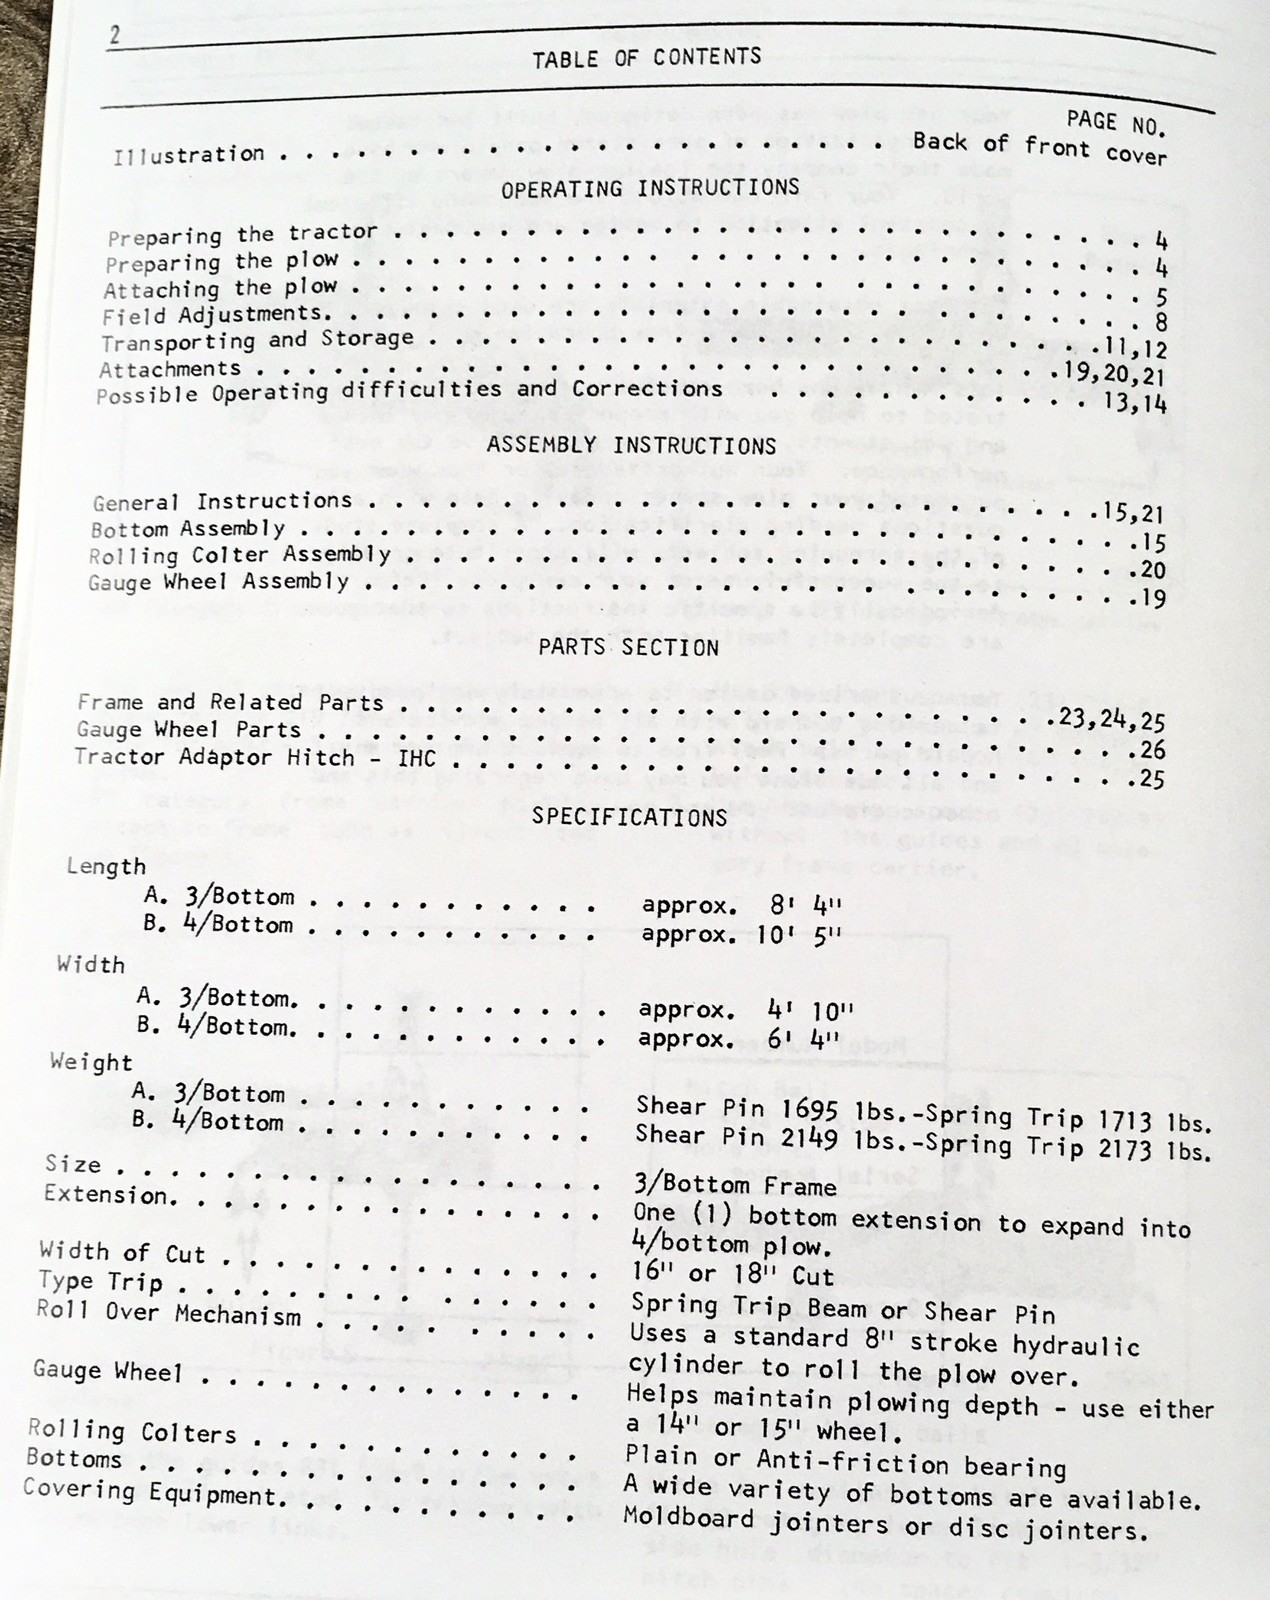 2
TABLE OF CONTENTS
PAGE NO.
Illustration . . . . . . . . . . . . . . . . . . . . . . . Back of front cover
OPERATING INSTRUCTIONS
Preparing the tractor . . . . . . . . . . . . . . . . . . . . . . . . . . . . 4
Preparing the plow . . . . . . . . . . . . . . . . . . . . . . . . . . . . . 4
Attaching the plow . . . . . . . . . . . . . . . . . . . . . . . . . . . . . 5
Field Adjustments. . . . . . . . . . . . . . . . . . . . . . . . . . . . . . 8
Transporting and Storage . . . . . . . . . . . . . . . . . . . . . . . . . .11,12
Attachments . . . . . . . . . . . . . . . . . . . . . . . . . . . . . .19,20,21
Possible Operating difficulties and Corrections . . . . . . . . . . . . 13,14
ASSEMBLY INSTRUCTIONS
General Instructions . . . . . . . . . . . . . . . . . . . . . . . . . . .15,21
Bottom Assembly . . . . . . . . . . . . . . . . . . . . . . . . . . . . . . .15
Rolling Colter Assembly . . . . . . . . . . . . . . . . . . . . . . . . . . .20
Gauge Wheel Assembly . . . . . . . . . . . . . . . . . . . . . . . . . . . .19
PARTS SECTION
Frame and Related Parts . . . . . . . . . . . . . . . . . . . . . . . .23,24,25
Gauge Wheel Parts . . . . . . . . . . . . . . . . . . . . . . . . . . . . . .26
Tractor Adaptor Hitch - IHC . . . . . . . . . . . . . . . . . . . . . . . . .25
SPECIFICATIONS
Length
A. 3/Bottom . . . . . . . . . . . approx. 8' 4"
B. 4/Bottom . . . . . . . . . . . approx. 10' 5"
Width
A. 3/Bottom. . . . . . . . . . . . approx. 4' 10"
B. 4/Bottom. . . . . . . . . . . . approx. 6' 4"
Weight
A. 3/Bottom . . . . . . . . . . . Shear Pin 1695 lbs.-Spring Trip 1713 lbs.
B. 4/Bottom . . . . . . . . . . . Shear Pin 2149 lbs.-Spring Trip 2173 lbs.
Size . . . . . . . . . . . . . . . . . . 3/Bottom Frame
Extension. . . . . . . . . . . . . . . . One (1) bottom extension to expand into
4/bottom plow.
Width of Cut . . . . . . . . . . . . . . 16" or 18" Cut
Type Trip . . . . . . . . . . . . . . . Spring Trip Beam or Shear Pin
Roll Over Mechanism . . . . . . . . . . Uses a standard 8" stroke hydraulic
cylinder to roll the plow over.
Gauge Wheel . . . . . . . . . . . . . . Helps maintain plowing depth - use either
a 14" or 15" wheel.
Rolling Colters . . . . . . . . . . . . Plain or Anti-friction bearing
Bottoms . . . . . . . . . . . . . . . . A wide variety of bottoms are available.
Covering Equipment. . . . . . . . . . . Moldboard jointers or disc jointers.